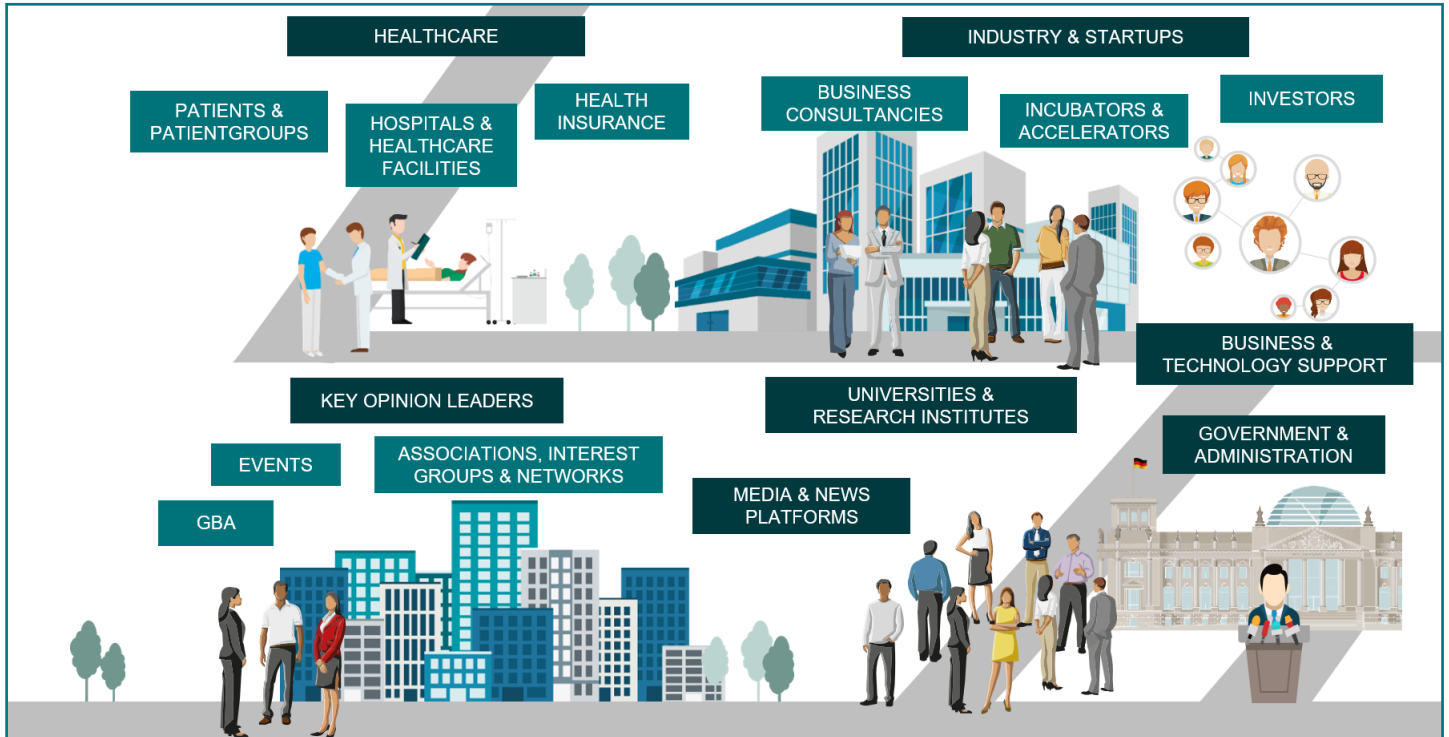 HEALTHCARE
INDUSTRY & STARTUPS
PATIENTS &
PATIENTGROUPS
HOSPITALS &
HEALTHCARE
FACILITIES
HEALTH
INSURANCE
BUSINESS
CONSULTANCIES
INCUBATORS &
ACCELERATORS
INVESTORS
BUSINESS &
TECHNOLOGY SUPPORT
KEY OPINION LEADERS
UNIVERSITIES &
RESEARCH INSTITUTES
GOVERNMENT &
ADMINISTRATION
EVENTS
ASSOCIATIONS, INTEREST
GROUPS & NETWORKS
GBA
MEDIA & NEWS
PLATFORMS